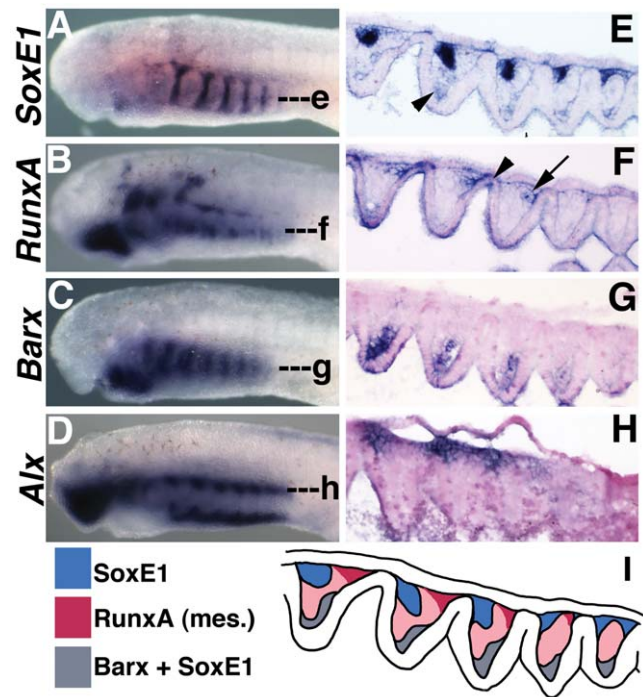 A
SoxE1
---e
E
B
RunxA
---f
F
C
Barx
---g
G
D
Alx
---h
H
SoxE1
RunxA (mes.)
Barx + SoxE1
I